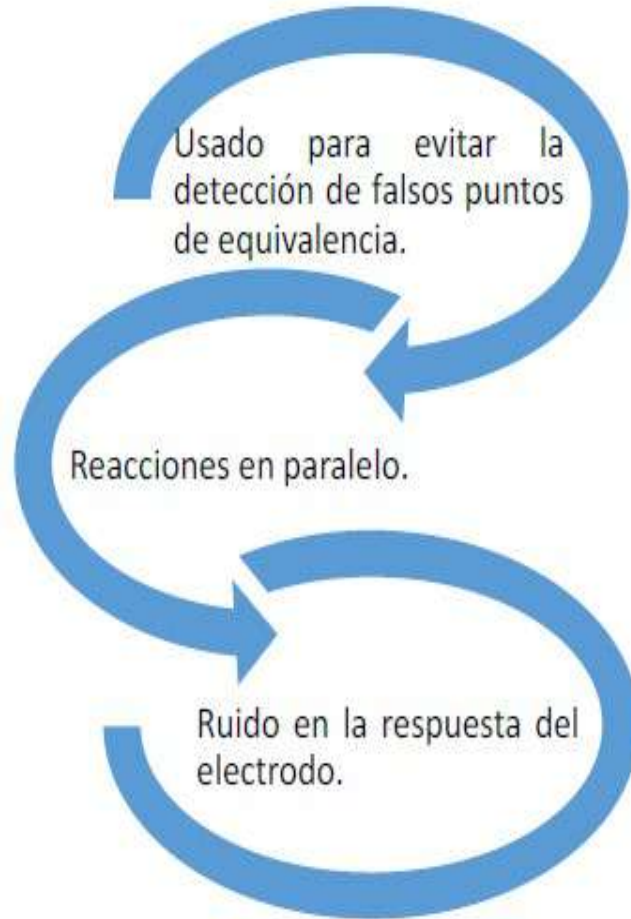 Usado para evitar la
detección de falsos puntos
de equivalencia.
Reacciones en paralelo.
Ruido en la respuesta del
electrodo.